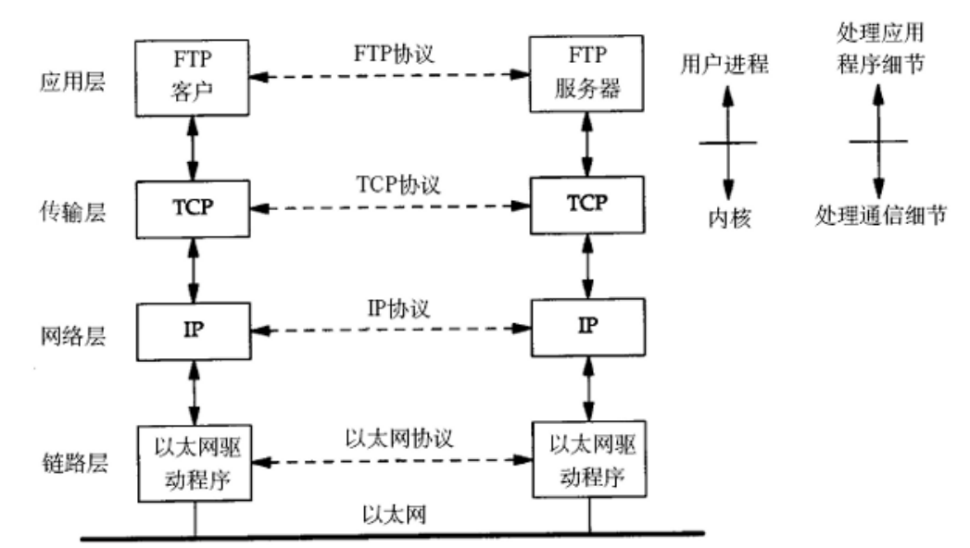 应用层
FTP
客户
FTP协议
FTP
服务器
用户进程
处理应用
程序细节
传输层
TCP
TCP协议
TCP
内核
处理通信细节
网络层
IP
IP协议
IP
链路层
以太网驱
动程序
以太网协议
以太网驱
动程序
以太网